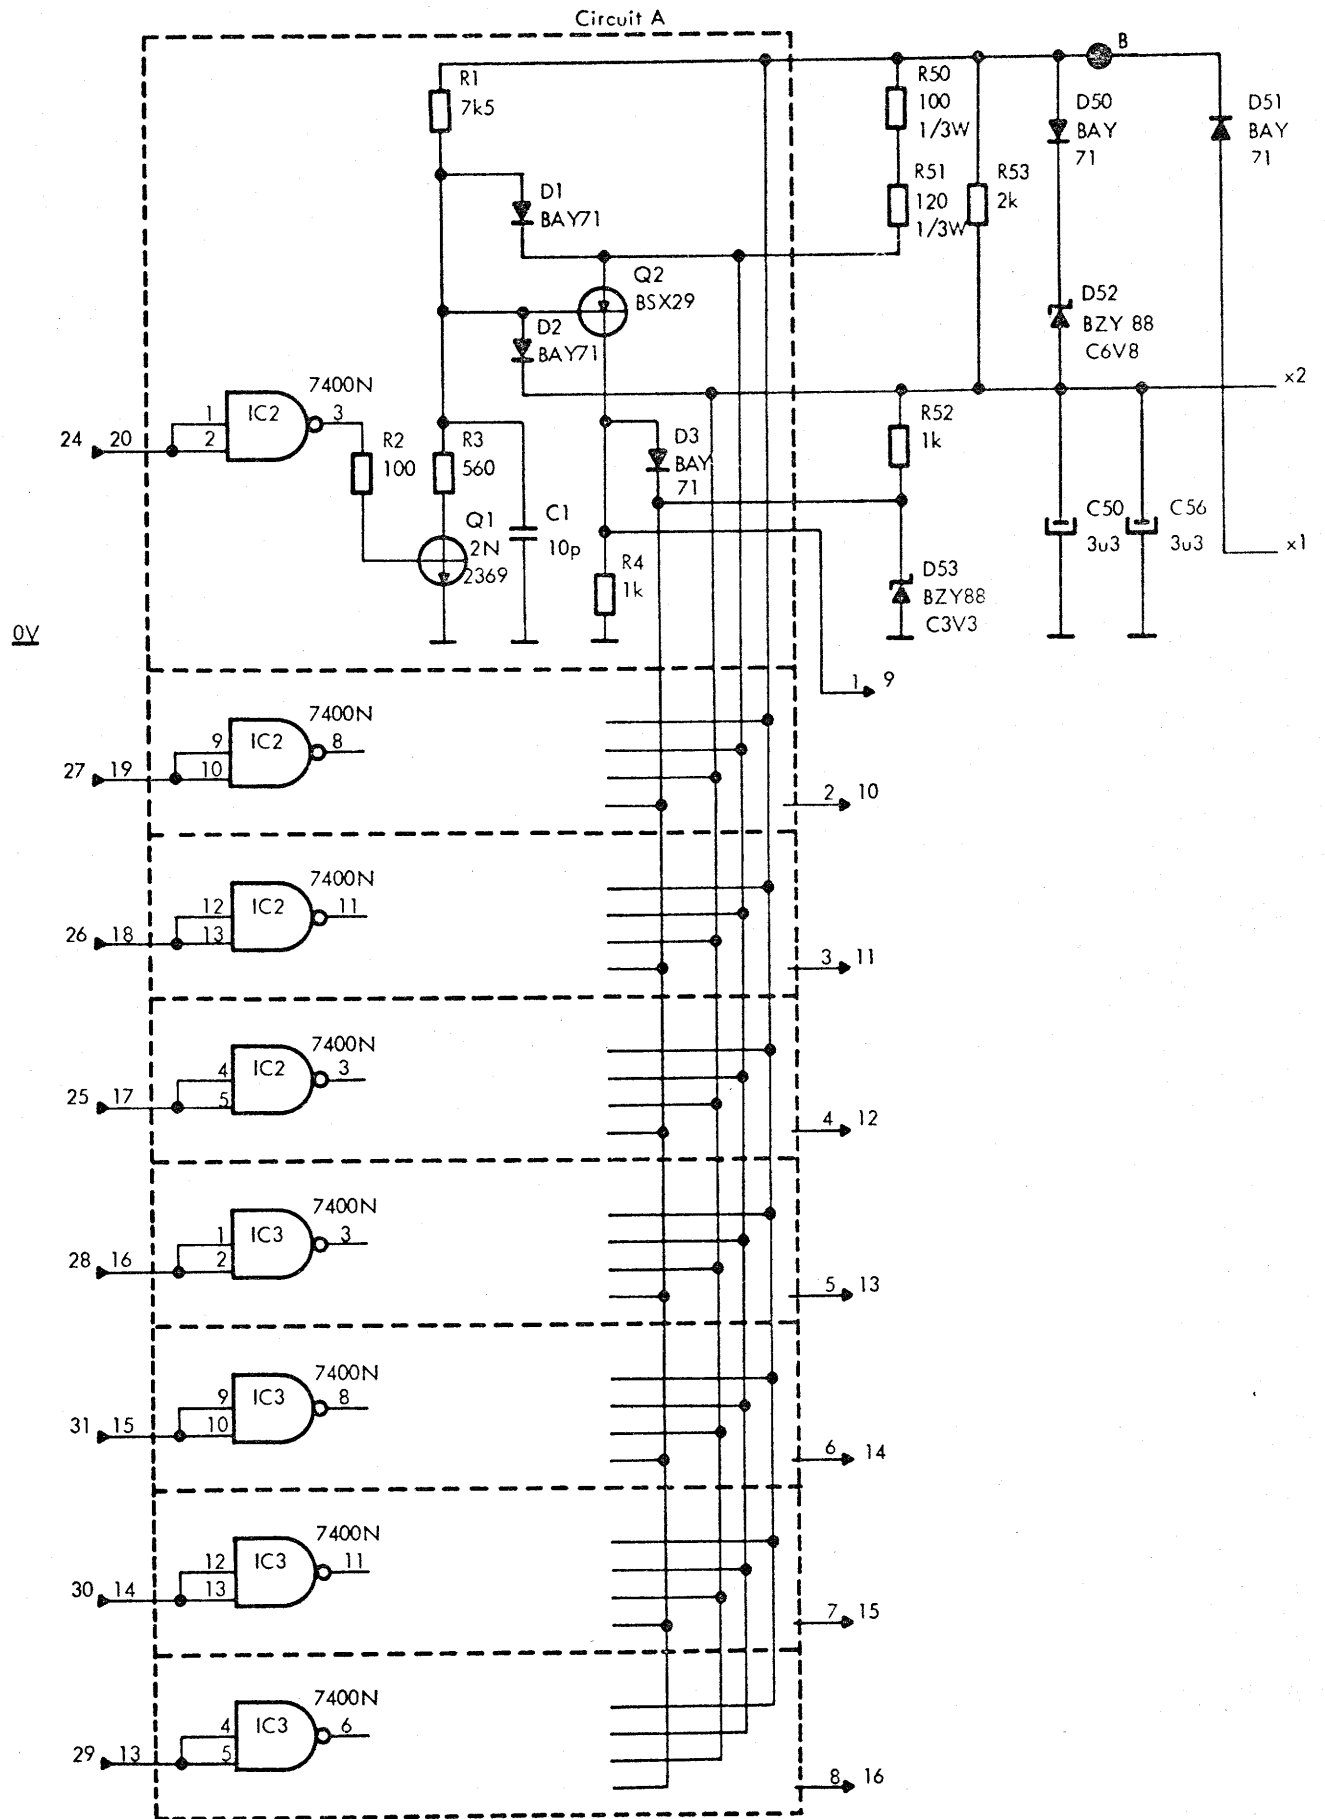 Circuit A
B
R1
7k5
R50
100
1/3W
D50
BAY
71
D51
BAY
71
D1
BAY71
R51
120
1/3W
R53
2k
Q2
BSX29
D52
BZY 88
C6V8
D2
BAY71
x2
7400N
1
2
IC2
3
24
20
R2
100
R3
560
D3
BAY
71
R52
1k
Q1
2N
2369
C1
10p
C50
3u3
C56
3u3
x1
R4
1k
D53
BZY88
C3V3
0V
1
9
7400N
9
10
IC2
8
27
19
2
10
7400N
12
13
IC2
11
26
18
3
11
7400N
4
5
IC2
3
25
17
4
12
7400N
1
2
IC3
3
28
16
5
13
7400N
9
10
IC3
8
31
15
6
14
7400N
12
13
IC3
11
30
14
7
15
7400N
4
5
IC3
6
29
13
8
16